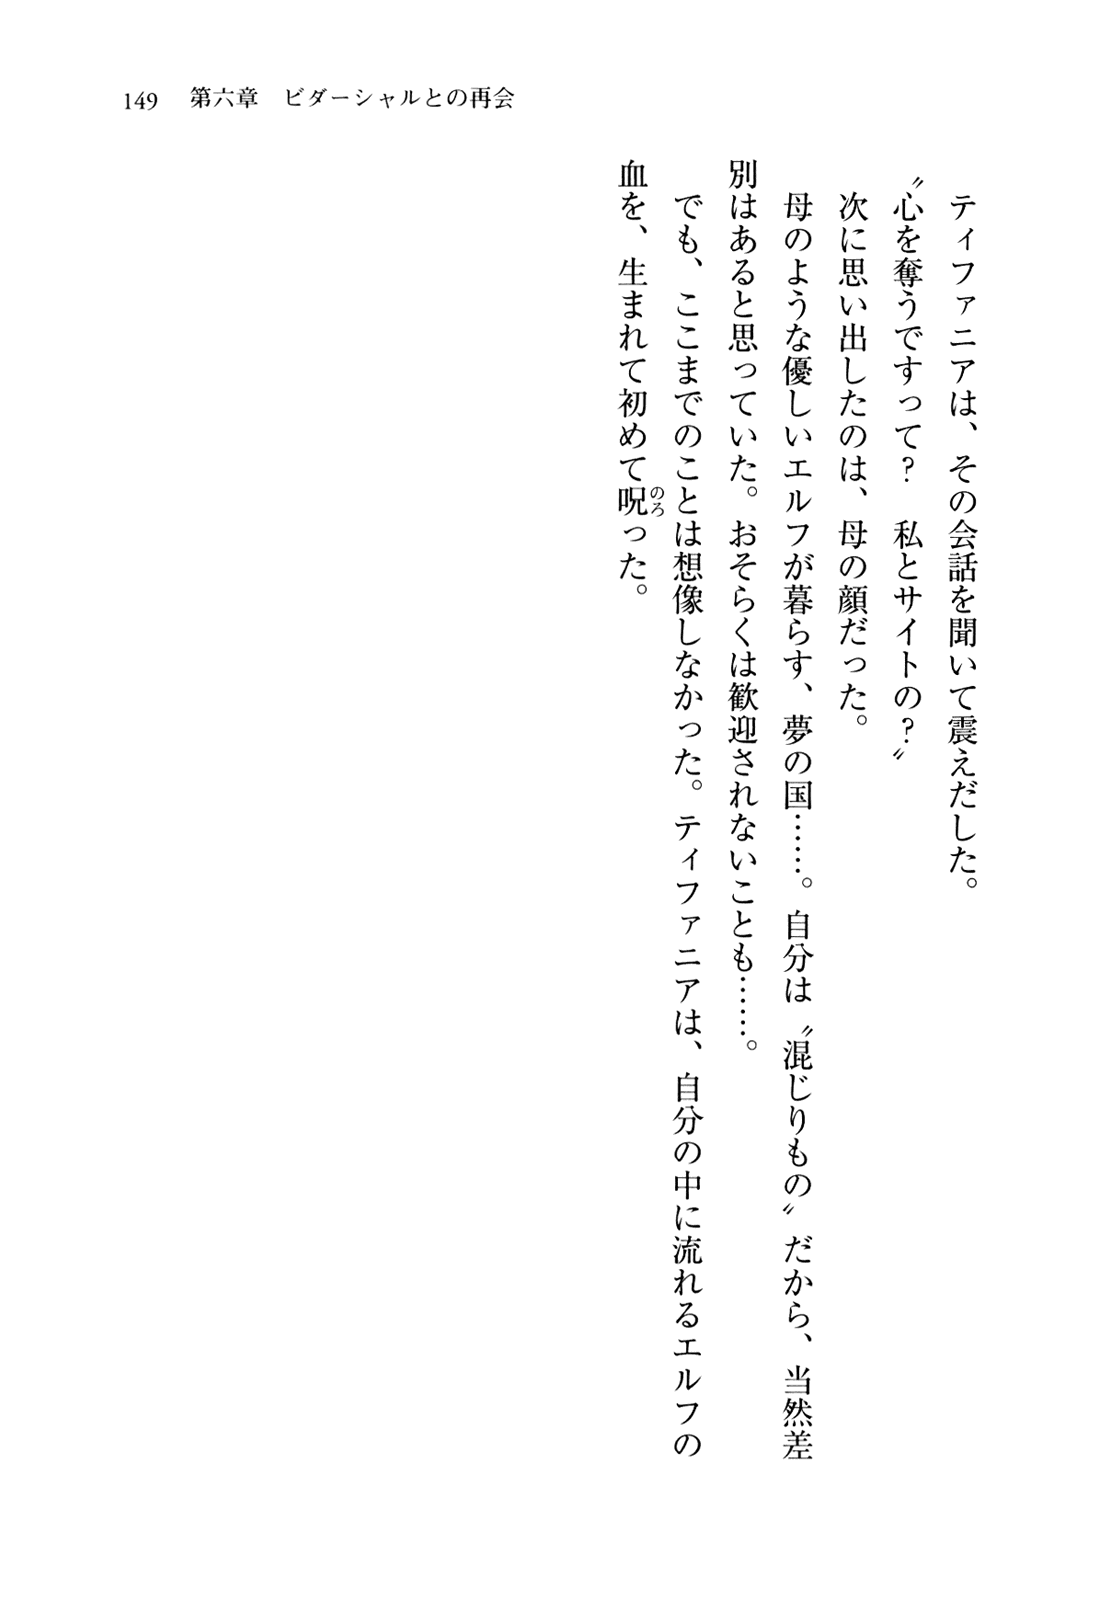 149 第六章 ビダーシャルとの再会
ティファニアは、その会話を聞いて震えだした。
〝心を奪うですって? 私とサイトの?〟
次に思い出したのは、母の顔だった。
母のような優しいエルフが暮らす、夢の国……。自分は〝混じりもの〟だから、当然差
別はあると思っていた。おそらくは歓迎されないことも……。
でも、ここまでのことは想像しなかった。ティファニアは、自分の中に流れるエルフの
血を、生まれて初めて呪(のろ)った。